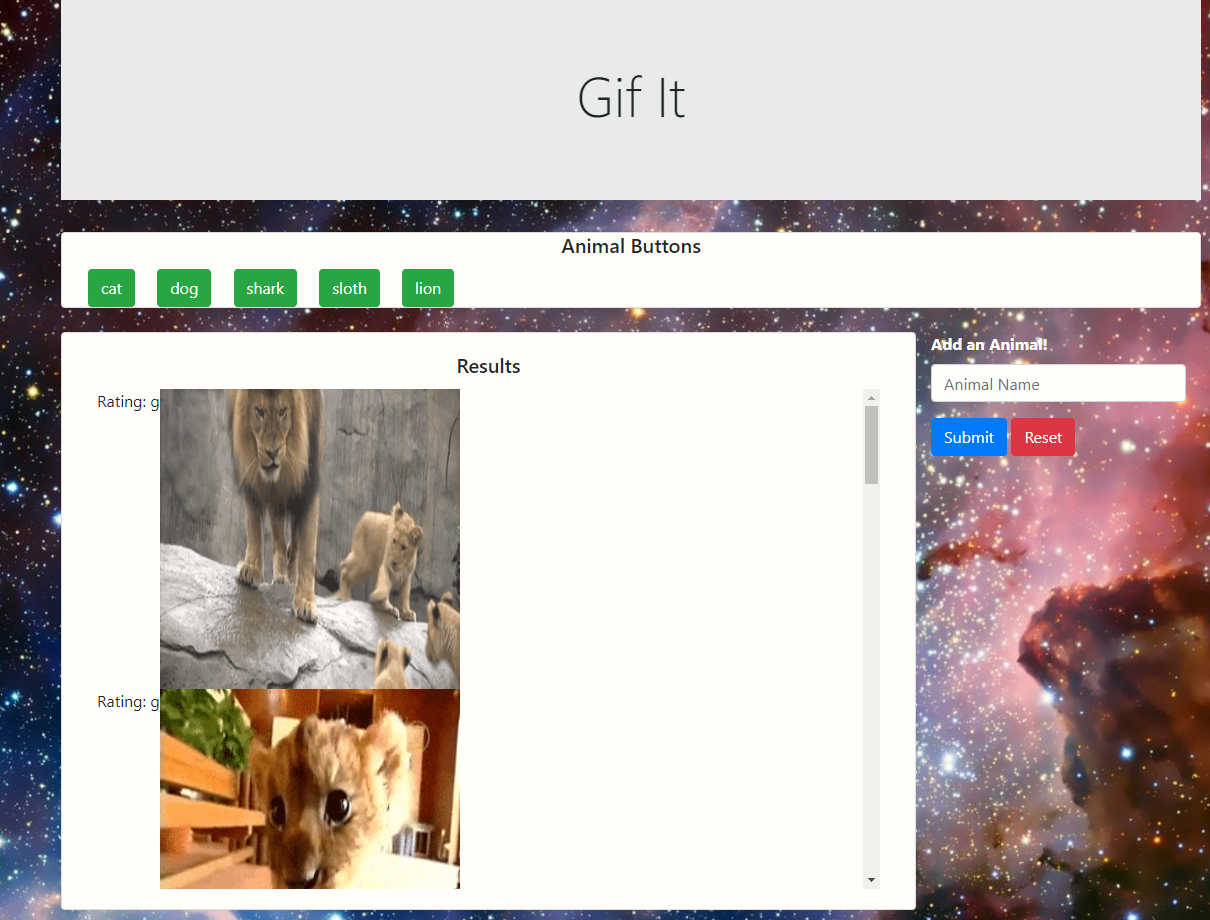 Gif It
Animal Buttons
cat dog shark sloth lion
Results
Rating: g
Rating: g
Add an Animal!
Animal Name
Submit Reset